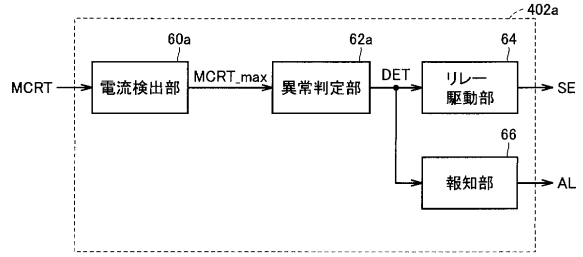 402a
60a
62a
64
MCRT
電流検出部
MCRT_max
異常判定部
DET
リレー
駆動部
SE
66
報知部
AL